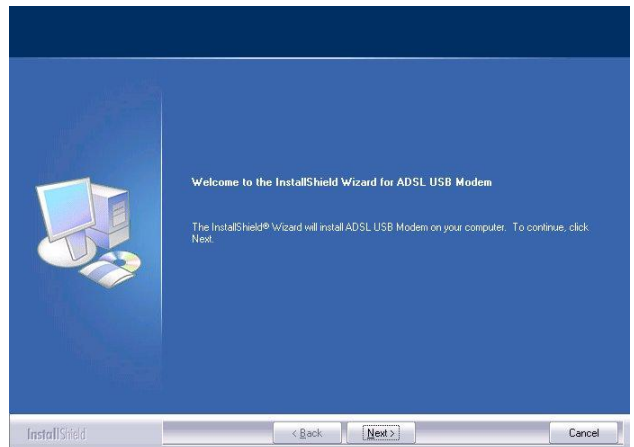 Welcome to the InstallShield Wizard for ADSL USB Modem
The InstallShield® Wizard will install ADSL USB Modem on your computer. To continue, click
Next.
InstallShield
< Back Next > Cancel